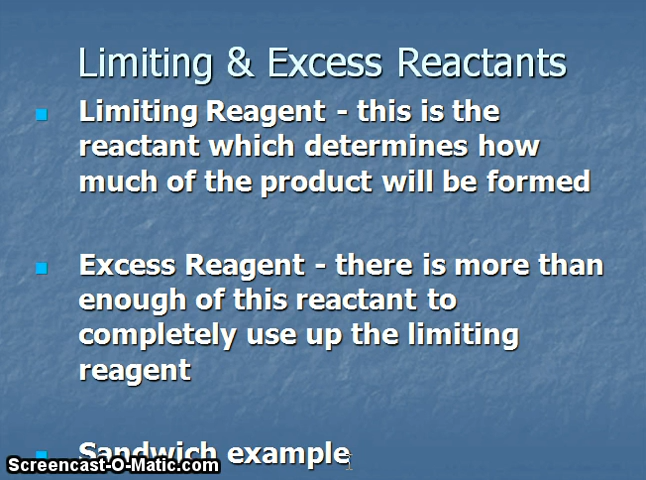 Limiting & Excess Reactants
Limiting Reagent - this is the
reactant which determines how
much of the product will be formed
Excess Reagent - there is more than
enough of this reactant to
completely use up the limiting
reagent
Sandwich example
Screencast-O-Matic.com